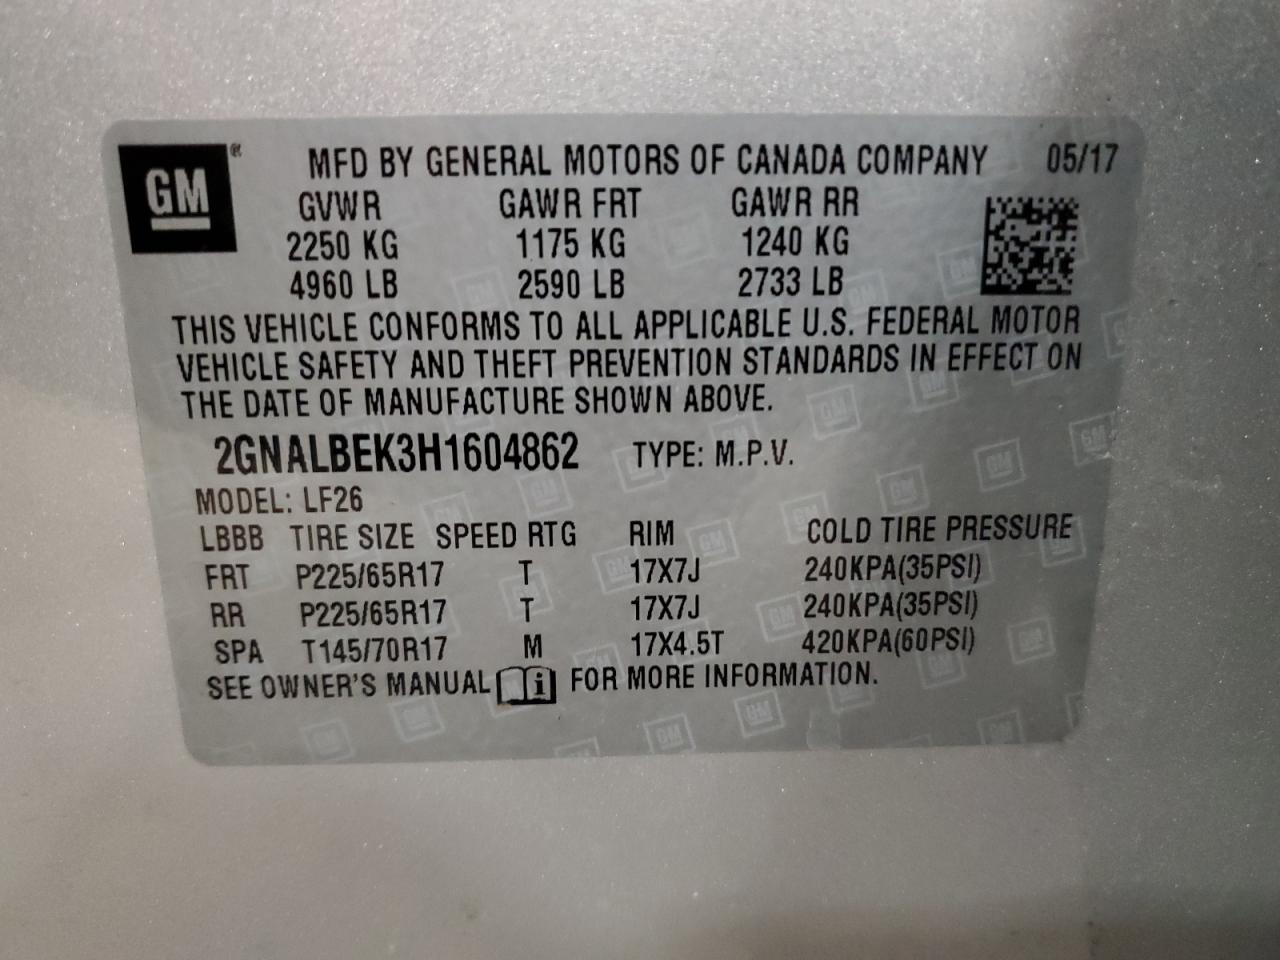 GM ®
MFD BY GENERAL MOTORS OF CANADA COMPANY 05/17
GVWR GAWR FRT GAWR RR
2250 KG 1175 KG 1240 KG
4960 LB 2590 LB 2733 LB
THIS VEHICLE CONFORMS TO ALL APPLICABLE U.S. FEDERAL MOTOR
VEHICLE SAFETY AND THEFT PREVENTION STANDARDS IN EFFECT ON
THE DATE OF MANUFACTURE SHOWN ABOVE.
2GNALBEK3H1604862 TYPE: M.P.V.
MODEL: LF26
LBBB TIRE SIZE SPEED RTG RIM COLD TIRE PRESSURE
FRT P225/65R17 T 17X7J 240KPA(35PSI)
RR P225/65R17 T 17X7J 240KPA(35PSI)
SPA T145/70R17 M 17X4.5T 420KPA(60PSI)
SEE OWNER'S MANUAL i FOR MORE INFORMATION.